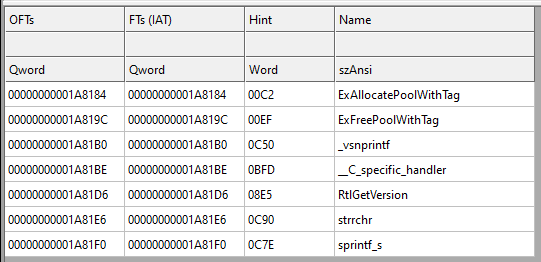 OFTs FTs (IAT) Hint Name
Qword Qword Word szAnsi
00000000001A8184 00000000001A8184 00C2 ExAllocatePoolWithTag
00000000001A819C 00000000001A819C 00EF ExFreePoolWithTag
00000000001A81B0 00000000001A81B0 0C50 _vsnprintf
00000000001A81BE 00000000001A81BE 0BFD __C_specific_handler
00000000001A81D6 00000000001A81D6 08E5 RtlGetVersion
00000000001A81E6 00000000001A81E6 0C90 strrchr
00000000001A81F0 00000000001A81F0 0C7E sprintf_s